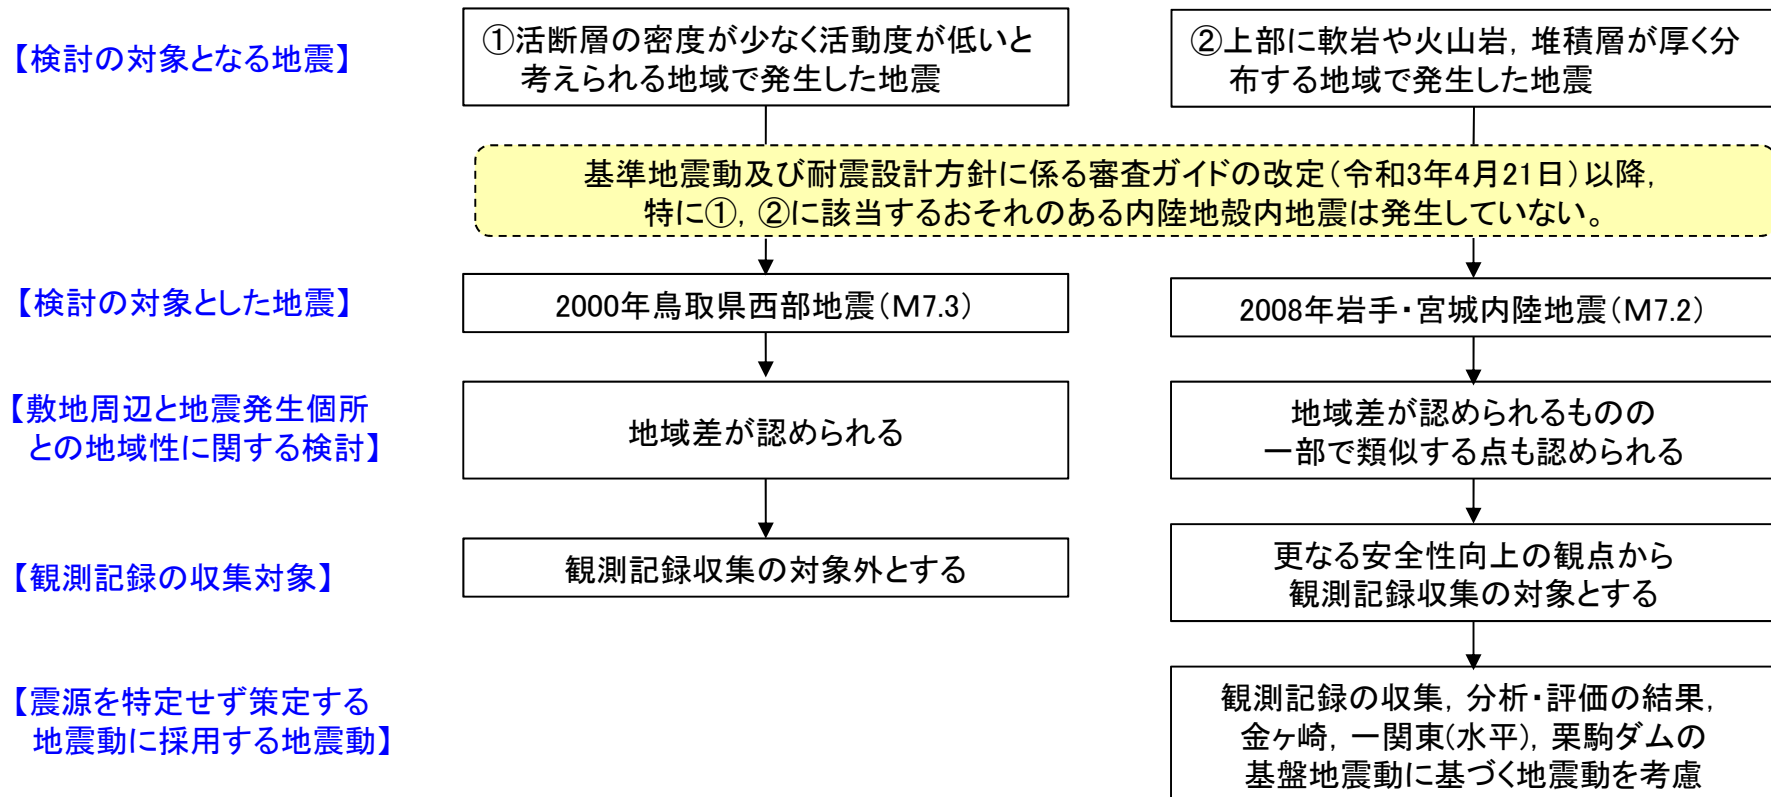 【検討の対象となる地震】
①活断層の密度が少なく活動度が低いと
考えられる地域で発生した地震
②上部に軟岩や火山岩，堆積層が厚く分
布する地域で発生した地震
基準地震動及び耐震設計方針に係る審査ガイドの改定（令和3年4月21日）以降，
特に①，②に該当するおそれのある内陸地殻内地震は発生していない。
【検討の対象とした地震】
2000年鳥取県西部地震（M7.3）
2008年岩手・宮城内陸地震（M7.2）
【敷地周辺と地震発生個所
との地域性に関する検討】
地域差が認められる
地域差が認められるものの
一部で類似する点も認められる
【観測記録の収集対象】
観測記録収集の対象外とする
更なる安全性向上の観点から
観測記録収集の対象とする
【震源を特定せず策定する
地震動に採用する地震動】
観測記録の収集，分析・評価の結果，
金ヶ崎，一関東(水平)，栗駒ダムの
基盤地震動に基づく地震動を考慮